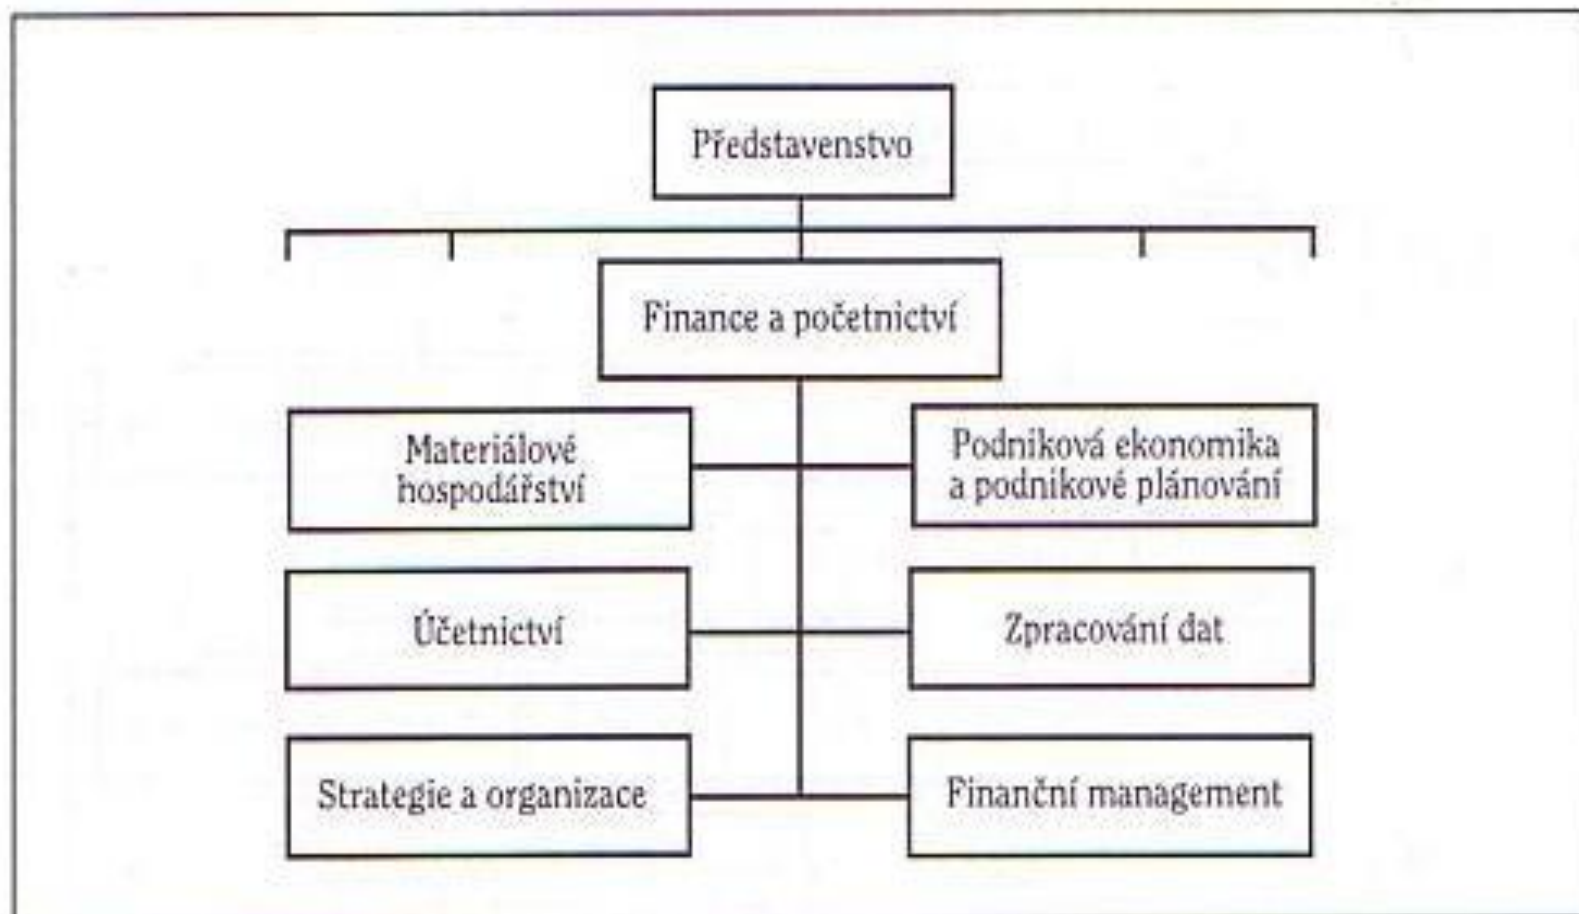 Představenstvo
Finance a početnictví
Materiálové
hospodářství
Podniková ekonomika
a podnikové plánování
Účetnictví
Zpracování dat
Strategie a organizace
Finanční management